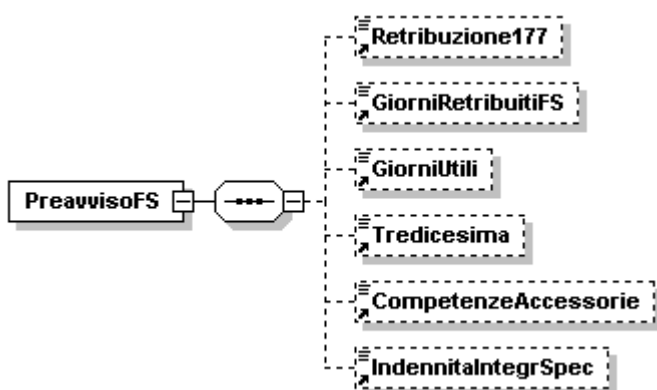 Retribuzione177
GiorniRetribuitiFS
GiorniUtili
PreavvisoFS
Tredicesima
CompetenzeAccessorie
IndennitaIntegrSpec